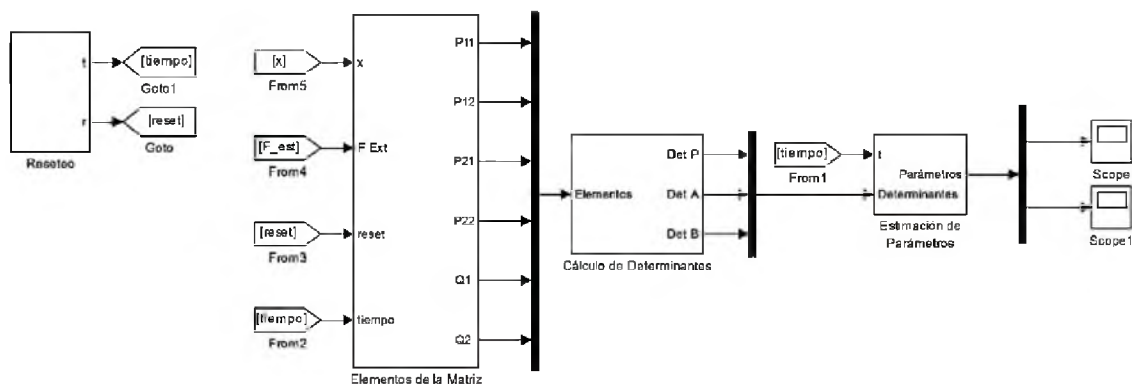 t
[tiempo]
Goto1
r
[reset]
Goto
Reseteo
[x]
From5
[F_est]
From4
[reset]
From3
[tiempo]
From2
x
F Ext
reset
tiempo
P11
P12
P21
P22
Q1
Q2
Elementos de la Matriz
Elementos
Det P
Det A
Det B
Cálculo de Determinantes
[tiempo]
From1
t
Parámetros
Determinantes
Estimación de
Parámetros
Scope
Scope1